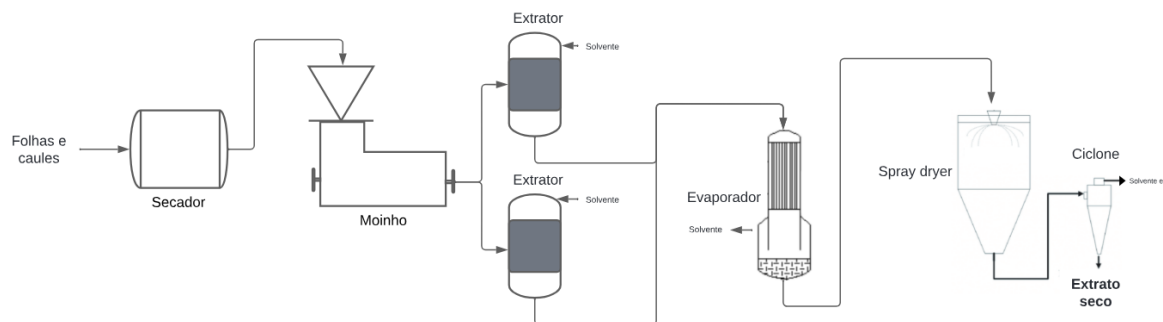 Extrator
Solvente
Folhas e
caules
Secador
Moinho
Extrator
Solvente
Evaporador
Solvente
Spray dryer
Ciclone
Solvente e
Extrato
seco